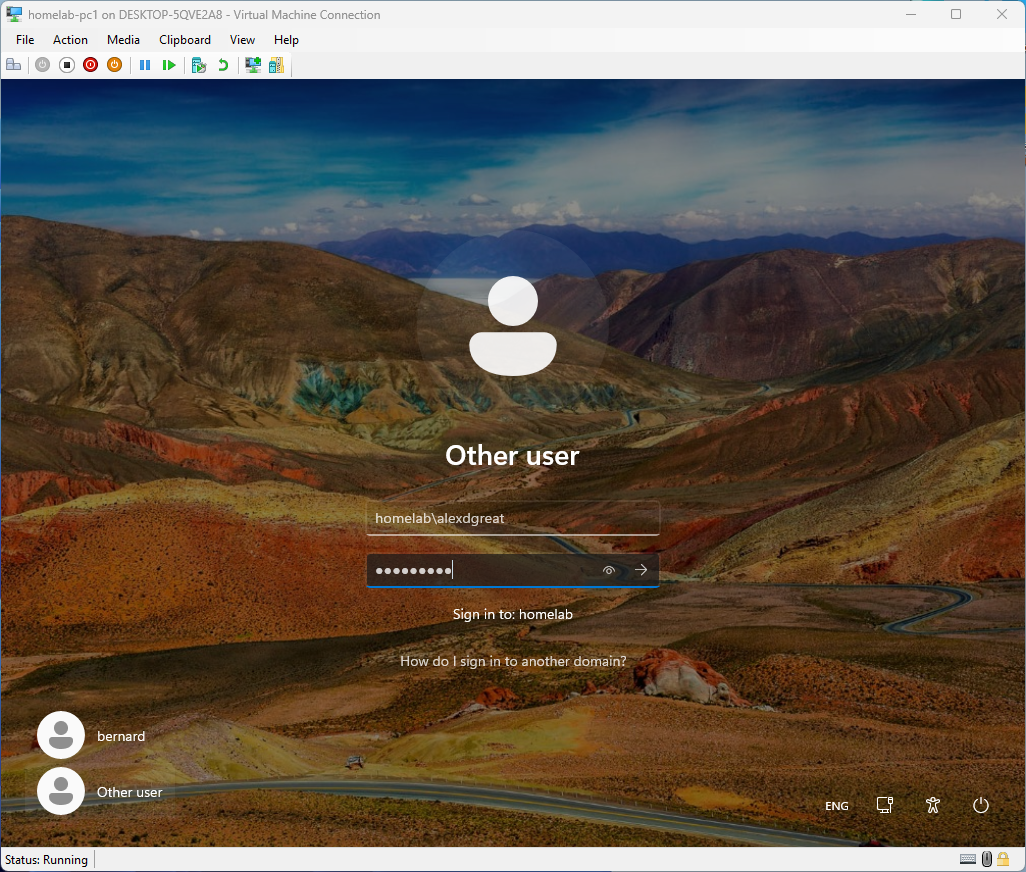 homelab-pc1 on DESKTOP-5QVE2A8 - Virtual Machine Connection
File Action Media Clipboard View Help
Other user
homelab\alexdgreat
Sign in to: homelab
How do I sign in to another domain?
bernard
Other user
ENG
Status: Running